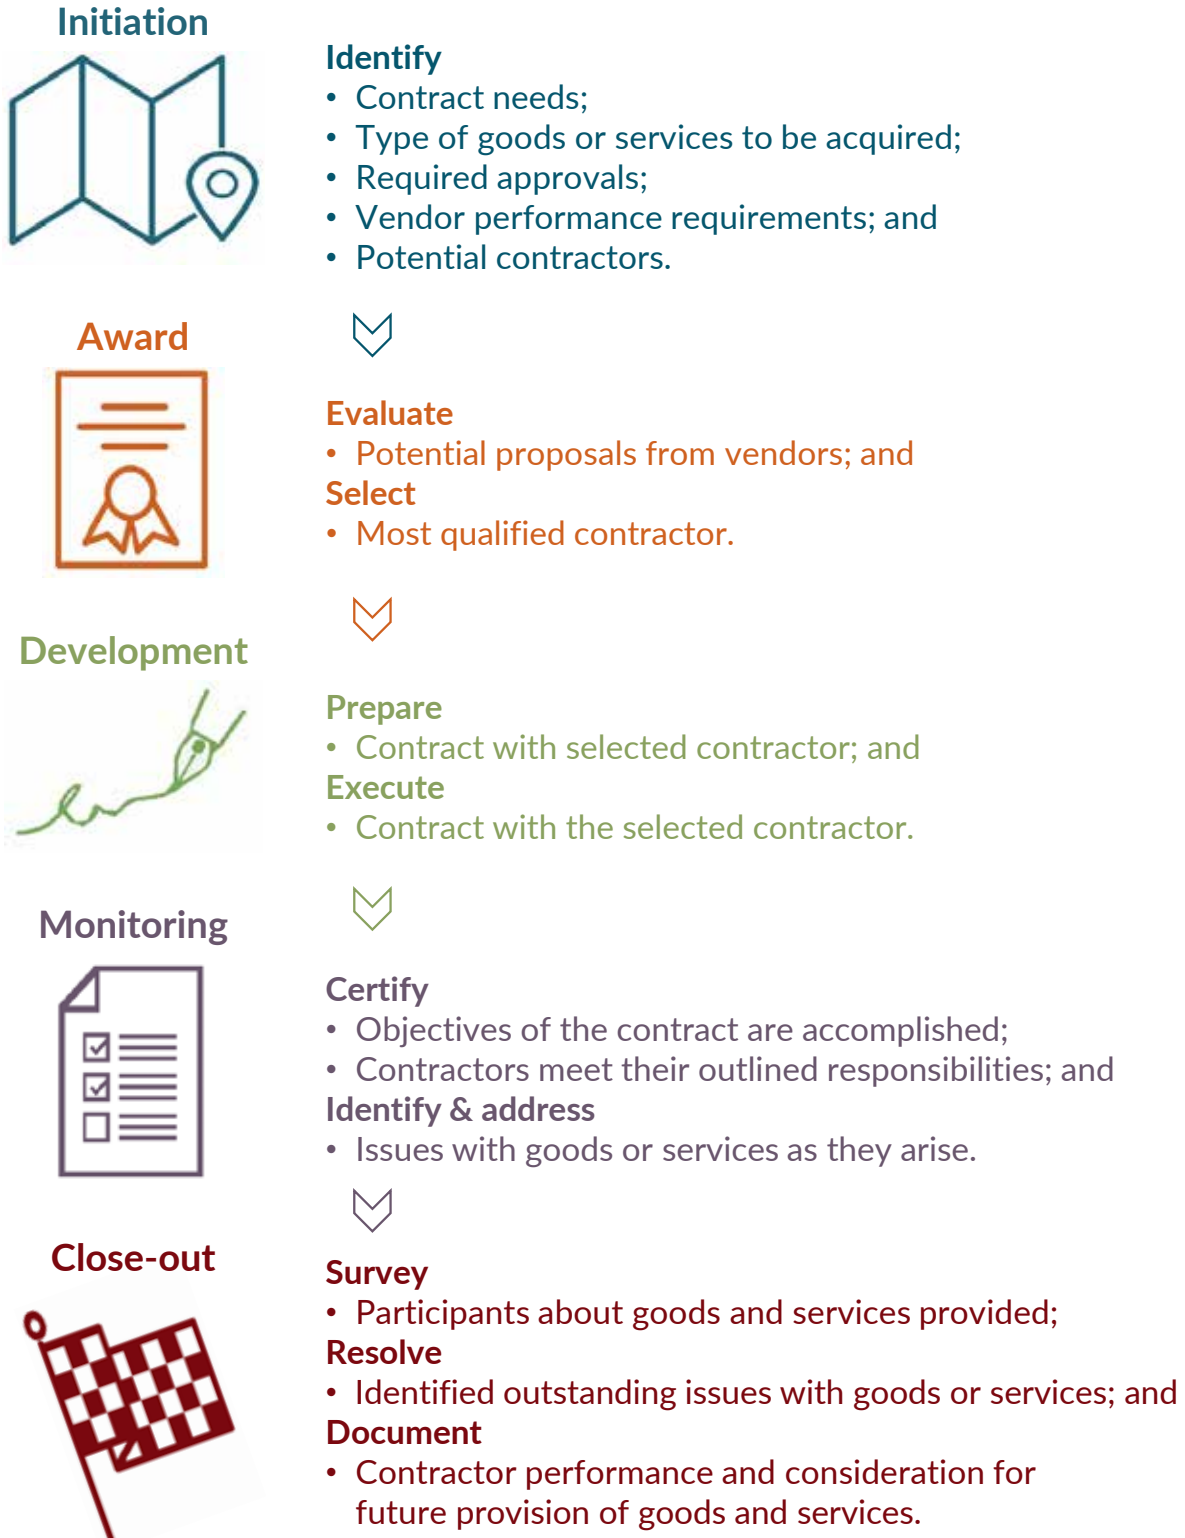 Initiation
Identify
• Contract needs;
• Type of goods or services to be acquired;
• Required approvals;
• Vendor performance requirements; and
• Potential contractors.
Award
Evaluate
• Potential proposals from vendors; and
Select
• Most qualified contractor.
Development
Prepare
• Contract with selected contractor; and
Execute
• Contract with the selected contractor.
Monitoring
Certify
• Objectives of the contract are accomplished;
• Contractors meet their outlined responsibilities; and
Identify & address
• Issues with goods or services as they arise.
Close-out
Survey
• Participants about goods and services provided;
Resolve
• Identified outstanding issues with goods or services; and
Document
• Contractor performance and consideration for
future provision of goods and services.